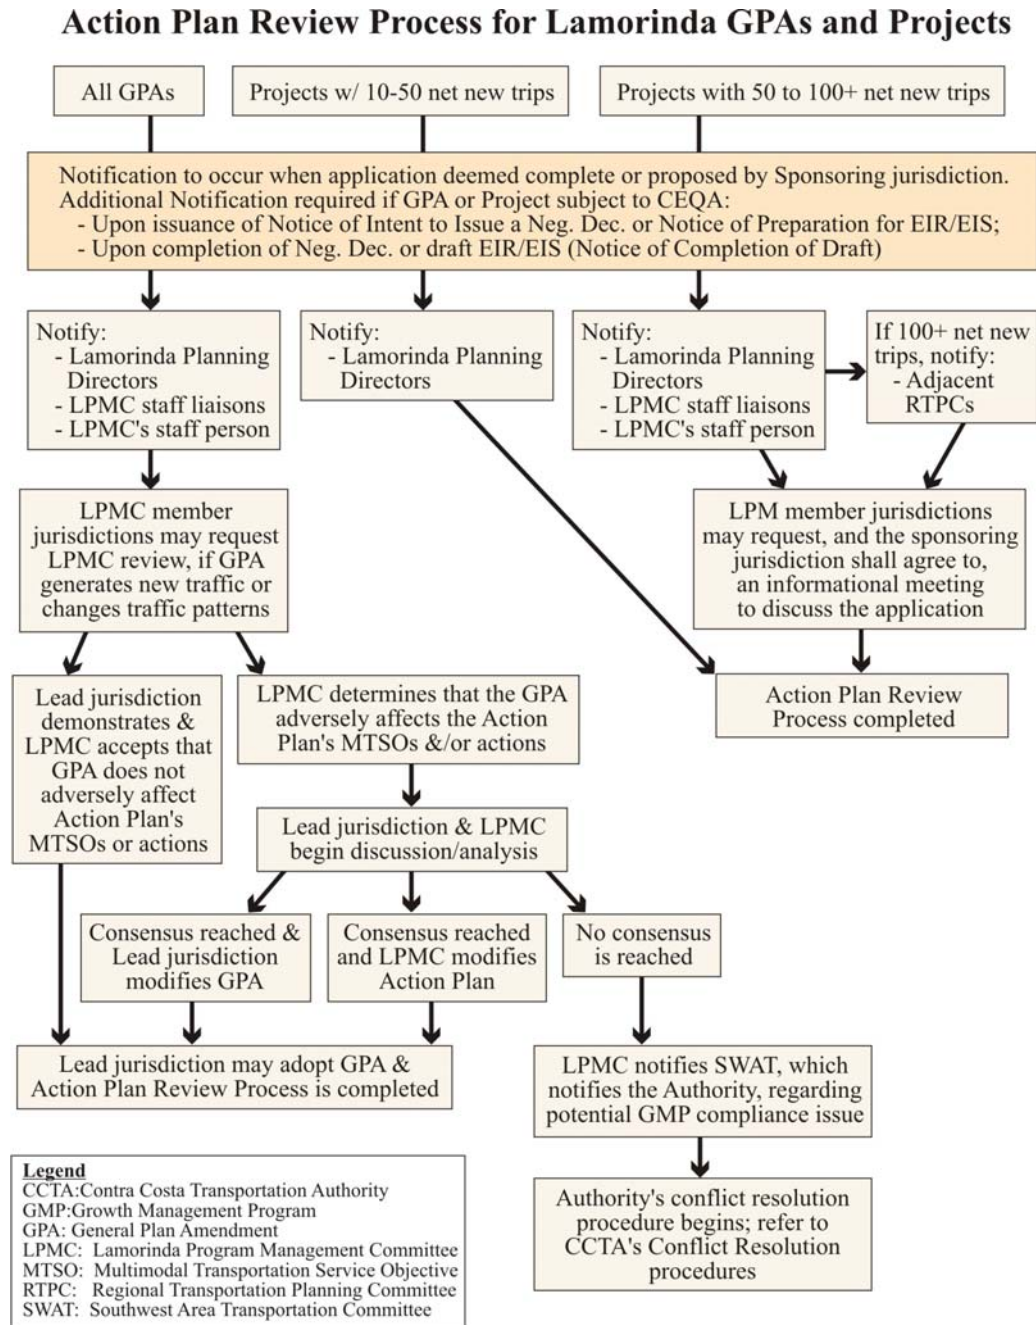 Action Plan Review Process for Lamorinda GPAs and Projects
All GPAs
Projects w/ 10-50 net new trips
Projects with 50 to 100+ net new trips
Notification to occur when application deemed complete or proposed by Sponsoring jurisdiction.
Additional Notification required if GPA or Project subject to CEQA:
- Upon issuance of Notice of Intent to Issue a Neg. Dec. or Notice of Preparation for EIR/EIS;
- Upon completion of Neg. Dec. or draft EIR/EIS (Notice of Completion of Draft)
Notify:
- Lamorinda Planning
Directors
- LPMC staff liaisons
- LPMC's staff person
Notify:
- Lamorinda Planning
Directors
Notify:
- Lamorinda Planning
Directors
- LPMC staff liaisons
- LPMC's staff person
If 100+ net new
trips, notify:
- Adjacent
RTPCs
LPMC member
jurisdictions may request
LPMC review, if GPA
generates new traffic or
changes traffic patterns
LPM member jurisdictions
may request, and the sponsoring
jurisdiction shall agree to,
an informational meeting
to discuss the application
Lead jurisdiction
demonstrates &
LPMC accepts that
GPA does not
adversely affect
Action Plan's
MTSOs or actions
LPMC determines that the GPA
adversely affects the Action
Plan's MTSOs &/or actions
Action Plan Review
Process completed
Lead jurisdiction & LPMC
begin discussion/analysis
Consensus reached &
Lead jurisdiction
modifies GPA
Consensus reached
and LPMC modifies
Action Plan
No consensus
is reached
Lead jurisdiction may adopt GPA &
Action Plan Review Process is completed
LPMC notifies SWAT, which
notifies the Authority, regarding
potential GMP compliance issue
Authority's conflict resolution
procedure begins; refer to
CCTA's Conflict Resolution
procedures
Legend
CCTA:Contra Costa Transportation Authority
GMP:Growth Management Program
GPA: General Plan Amendment
LPMC: Lamorinda Program Management Committee
MTSO: Multimodal Transportation Service Objective
RTPC: Regional Transportation Planning Committee
SWAT: Southwest Area Transportation Committee